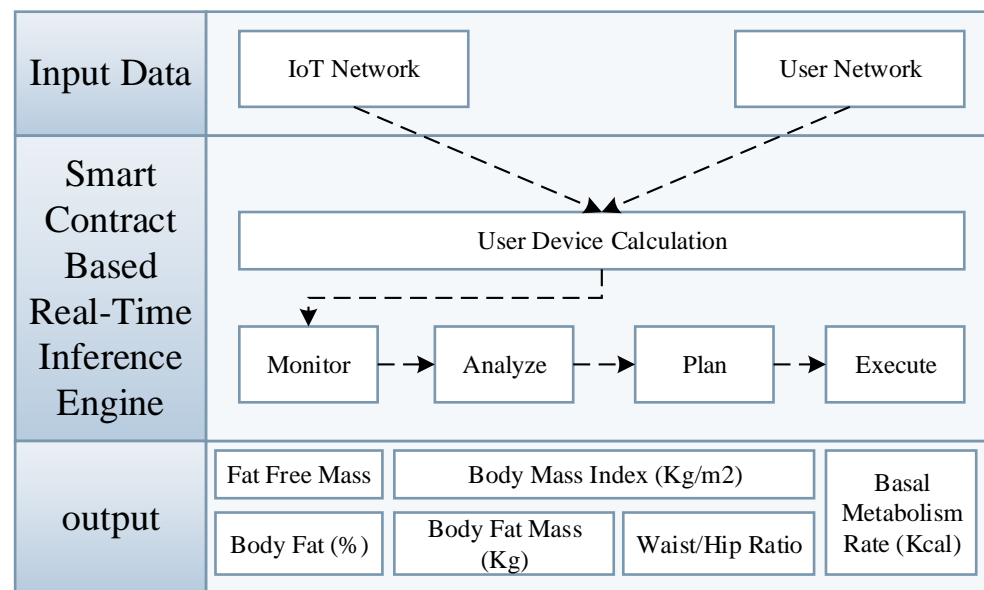 Input Data
IoT Network
User Network
Smart
Contract
Based
Real-Time
Inference
Engine
User Device Calculation
Monitor
Analyze
Plan
Execute
output
Fat Free Mass
Body Mass Index (Kg/m2)
Basal
Metabolism
Rate (Kcal)
Body Fat (%)
Body Fat Mass
(Kg)
Waist/Hip Ratio